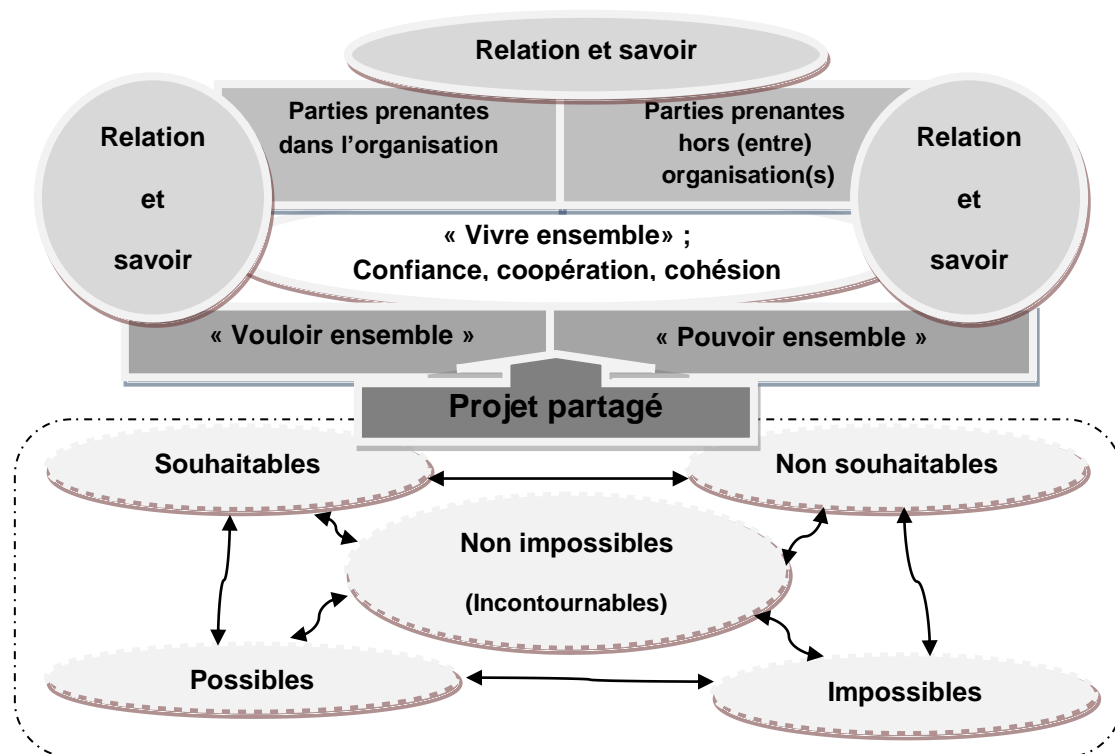 Relation et savoir
Parties prenantes
dans l'organisation
Parties prenantes
hors (entre)
organisation(s)
Relation
et
savoir
Relation
et
savoir
« Vivre ensemble» ;
Confiance, coopération, cohésion
« Vouloir ensemble »
« Pouvoir ensemble »
Projet partagé
Souhaitables
Non souhaitables
Non impossibles
(Incontournables)
Possibles
Impossibles